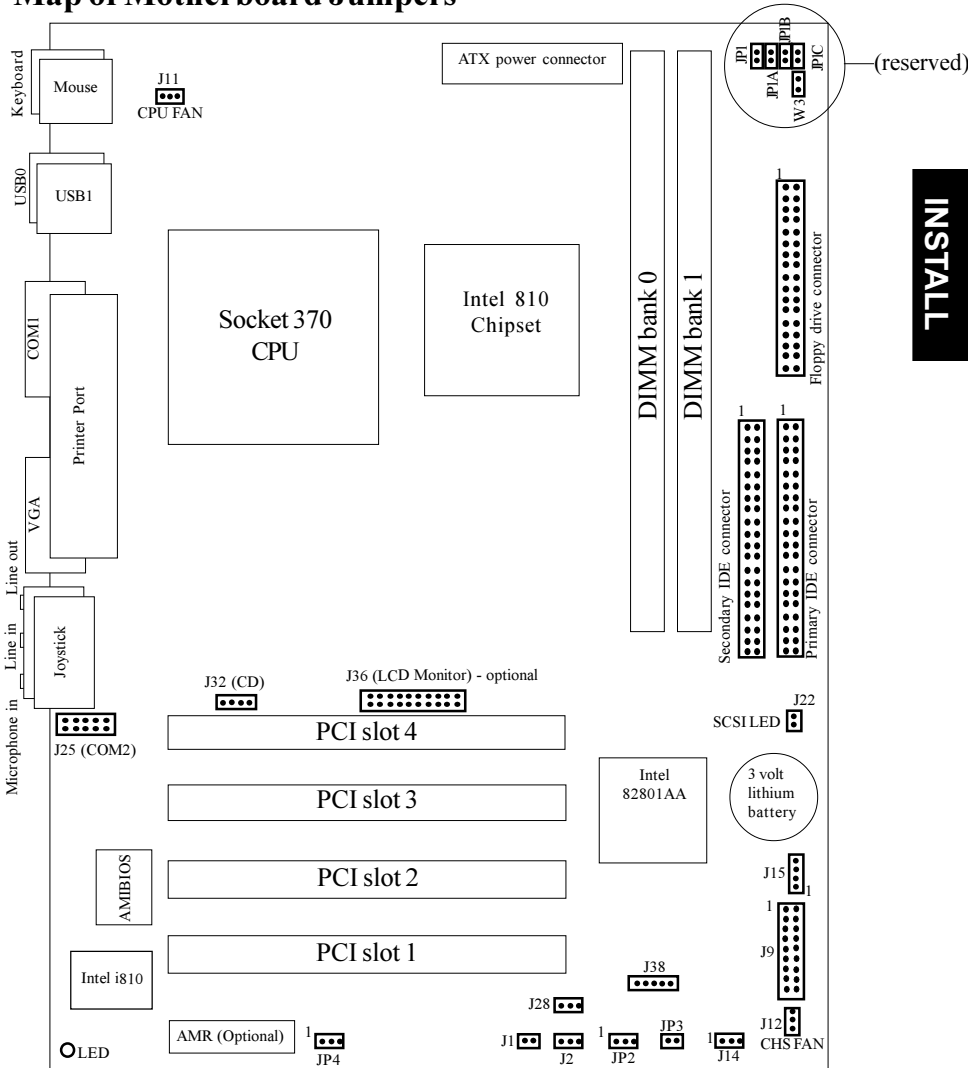 Map of Motherboard Jumpers
Keyboard
Mouse
J11
CPU FAN
ATX power connector
JP1
JP1A
JP1B
JP1C
W3
(reserved)
USB0
USB1
1
Floppy drive connector
INSTALL
COM1
Printer Port
VGA
Socket 370
CPU
Intel 810
Chipset
DIMM bank 0
DIMM bank 1
1
Secondary IDE connector
1
Primary IDE connector
Line out
Line in
Microphone in
Joystick
J25 (COM2)
J32 (CD)
J36 (LCD Monitor) - optional
PCI slot 4
PCI slot 3
PCI slot 2
PCI slot 1
J22
SCSI LED
Intel
82801AA
3 volt
lithium
battery
AMIBIOS
Intel i810
J15
1
1
J9
J38
J28
J12
CHS FAN
LED
AMR (Optional)
1
JP4
J1
J2
1
JP2
JP3
1
J14